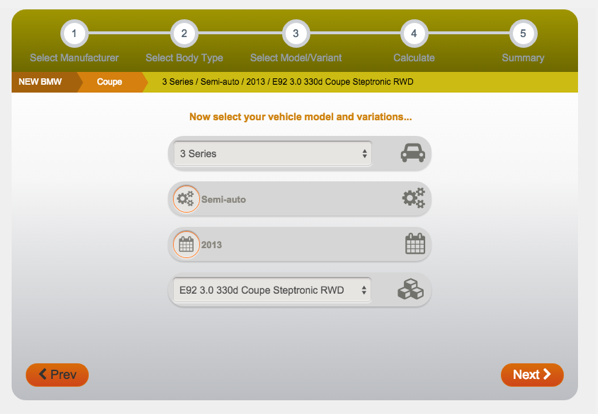 1 2 3 4 5
Select Manufacturer Select Body Type Select Model/Variant Calculate Summary
NEW BMW Coupe 3 Series / Semi-auto / 2013 / E92 3.0 330d Coupe Steptronic RWD
Now select your vehicle model and variations...
3 Series
Semi-auto
2013
E92 3.0 330d Coupe Steptronic RWD
Prev Next